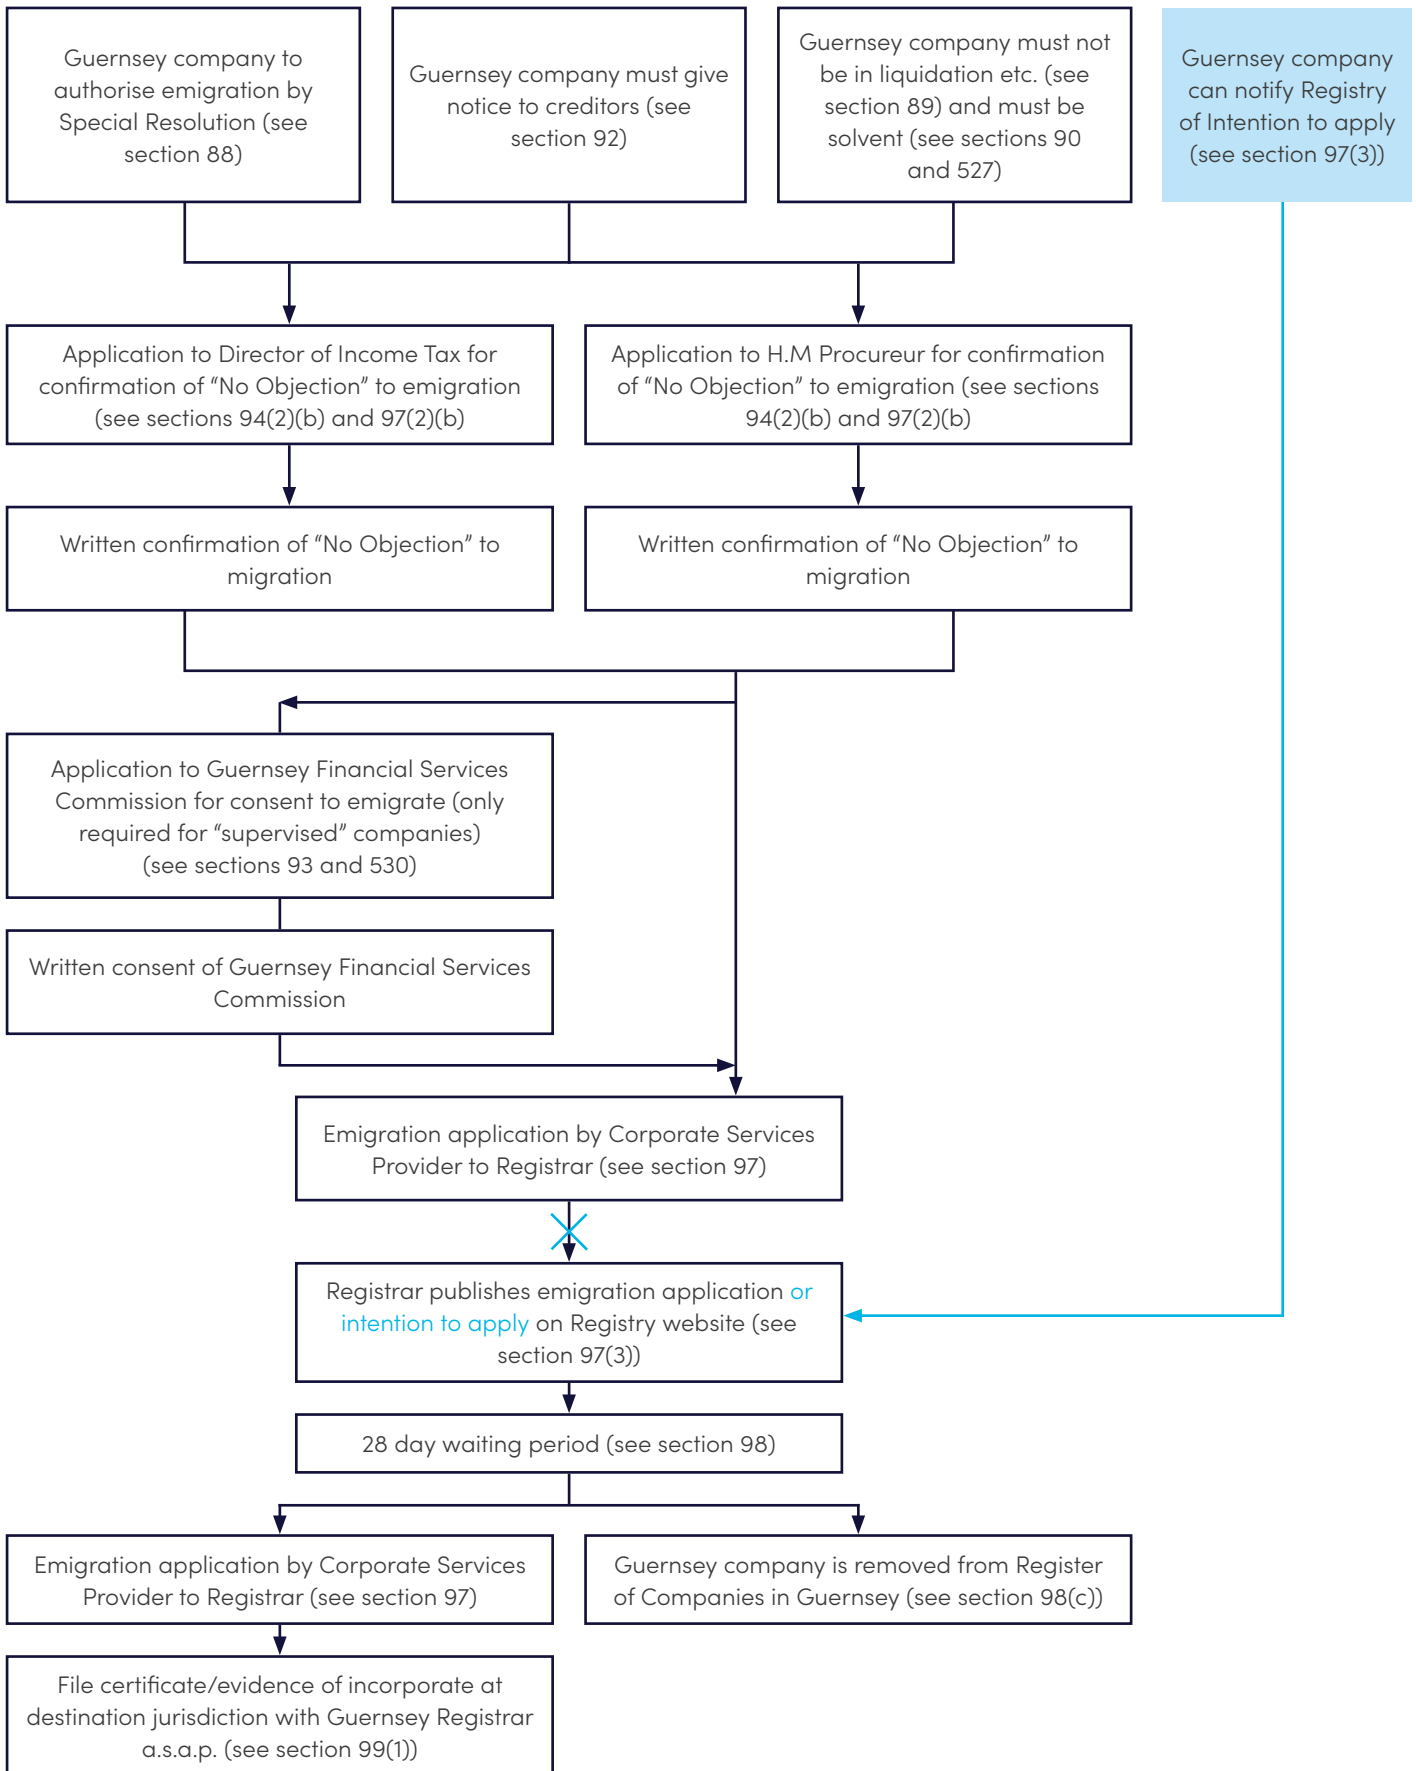 Guernsey company to
authorise emigration by
Special Resolution (see
section 88)
Guernsey company must give
notice to creditors (see
section 92)
Guernsey company must not
be in liquidation etc. (see
section 89) and must be
solvent (see sections 90
and 527)
Guernsey company
can notify Registry
of Intention to apply
(see section 97(3))
Application to Director of Income Tax for
confirmation of “No Objection” to emigration
(see sections 94(2)(b) and 97(2)(b)
Application to H.M Procureur for confirmation
of “No Objection” to emigration (see sections
94(2)(b) and 97(2)(b)
Written confirmation of “No Objection” to
migration
Written confirmation of “No Objection” to
migration
Application to Guernsey Financial Services
Commission for consent to emigrate (only
required for “supervised” companies)
(see sections 93 and 530)
Written consent of Guernsey Financial Services
Commission
Emigration application by Corporate Services
Provider to Registrar (see section 97)
Registrar publishes emigration application or
intention to apply on Registry website (see
section 97(3))
28 day waiting period (see section 98)
Emigration application by Corporate Services
Provider to Registrar (see section 97)
Guernsey company is removed from Register
of Companies in Guernsey (see section 98(c))
File certificate/evidence of incorporate at
destination jurisdiction with Guernsey Registrar
a.s.a.p. (see section 99(1))